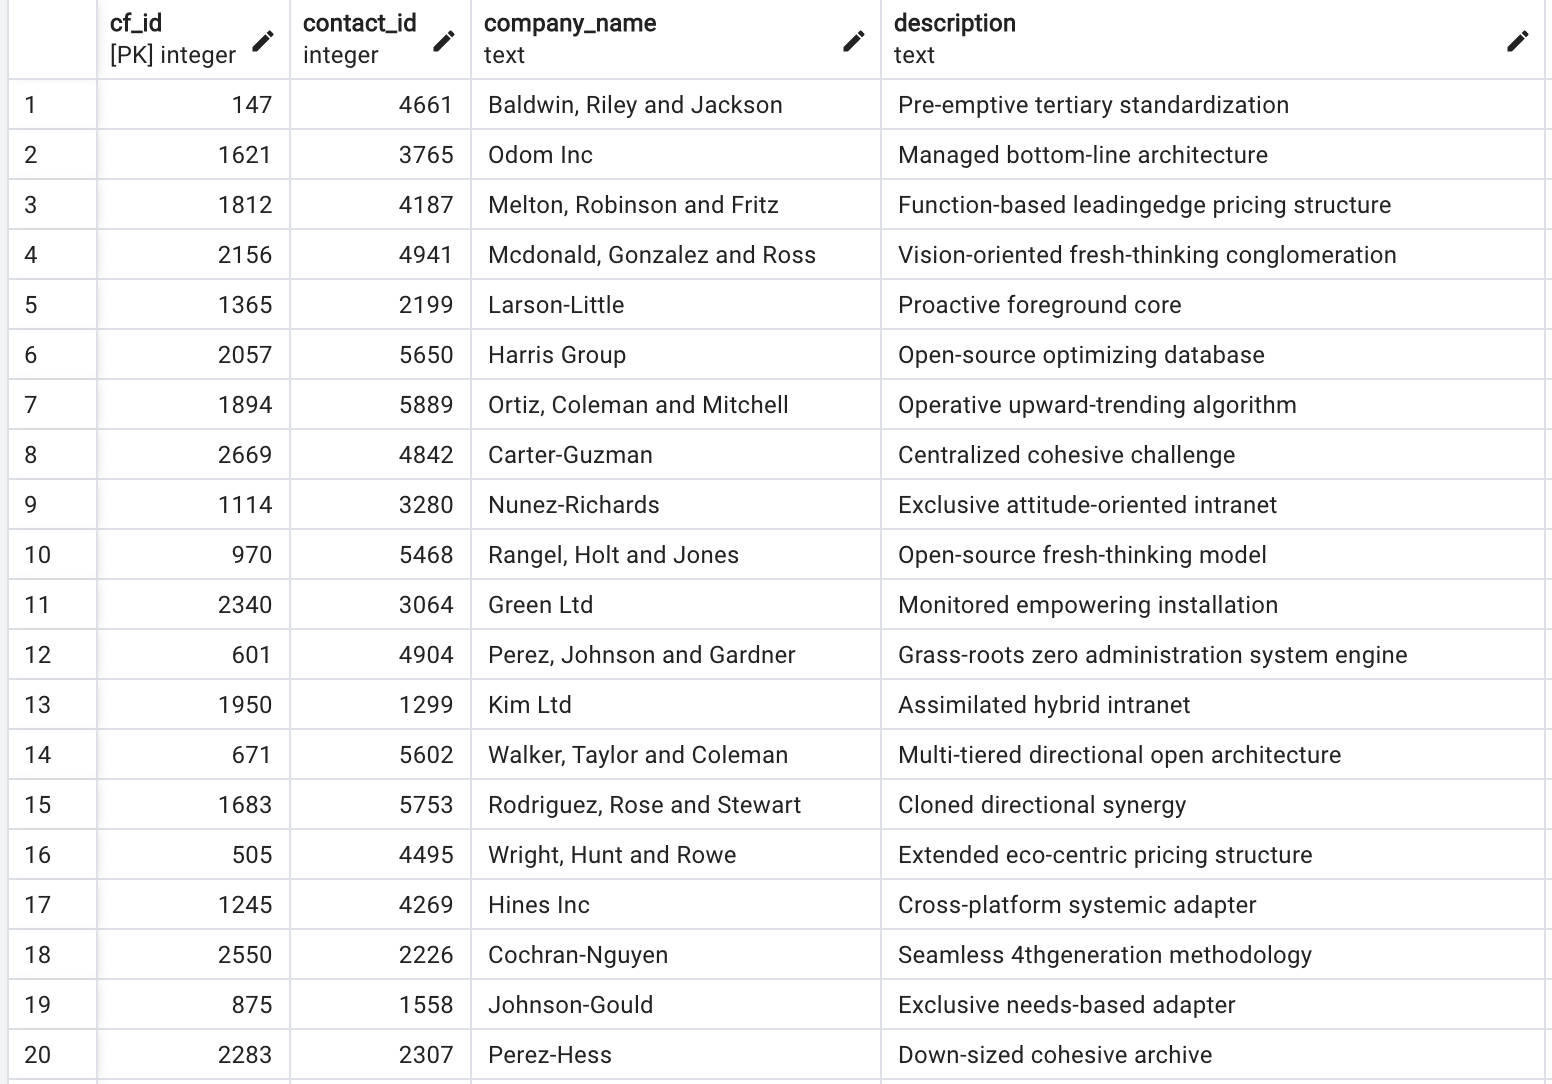 cf_id contact_id company_name description
[PK] integer integer text text
1 147 4661 Baldwin, Riley and Jackson Pre-emptive tertiary standardization
2 1621 3765 Odom Inc Managed bottom-line architecture
3 1812 4187 Melton, Robinson and Fritz Function-based leadingedge pricing structure
4 2156 4941 Mcdonald, Gonzalez and Ross Vision-oriented fresh-thinking conglomeration
5 1365 2199 Larson-Little Proactive foreground core
6 2057 5650 Harris Group Open-source optimizing database
7 1894 5889 Ortiz, Coleman and Mitchell Operative upward-trending algorithm
8 2669 4842 Carter-Guzman Centralized cohesive challenge
9 1114 3280 Nunez-Richards Exclusive attitude-oriented intranet
10 970 5468 Rangel, Holt and Jones Open-source fresh-thinking model
11 2340 3064 Green Ltd Monitored empowering installation
12 601 4904 Perez, Johnson and Gardner Grass-roots zero administration system engine
13 1950 1299 Kim Ltd Assimilated hybrid intranet
14 671 5602 Walker, Taylor and Coleman Multi-tiered directional open architecture
15 1683 5753 Rodriguez, Rose and Stewart Cloned directional synergy
16 505 4495 Wright, Hunt and Rowe Extended eco-centric pricing structure
17 1245 4269 Hines Inc Cross-platform systemic adapter
18 2550 2226 Cochran-Nguyen Seamless 4thgeneration methodology
19 875 1558 Johnson-Gould Exclusive needs-based adapter
20 2283 2307 Perez-Hess Down-sized cohesive archive